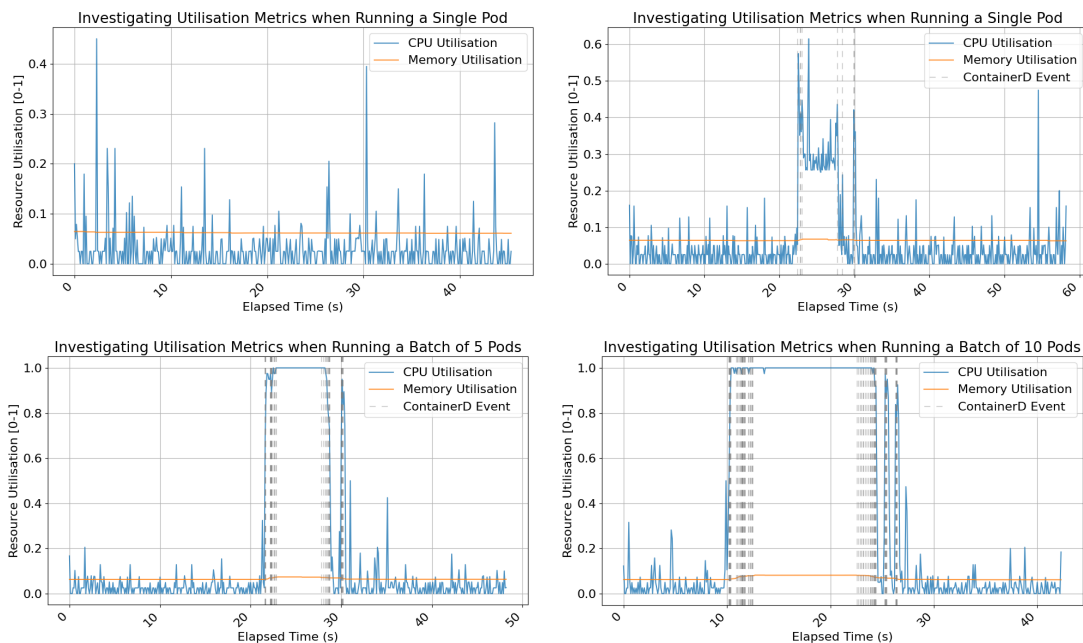 Investigating Utilisation Metrics when Running a Single Pod
CPU Utilisation
Memory Utilisation
Resource Utilisation [0-1]
0.4
0.3
0.2
0.1
0.0
0
10
20
30
40
Elapsed Time (s)
Investigating Utilisation Metrics when Running a Single Pod
CPU Utilisation
Memory Utilisation
ContainerD Event
Resource Utilisation [0-1]
0.6
0.5
0.4
0.3
0.2
0.1
0.0
0
10
20
30
40
50
60
Elapsed Time (s)
Investigating Utilisation Metrics when Running a Batch of 5 Pods
CPU Utilisation
Memory Utilisation
ContainerD Event
Resource Utilisation [0-1]
1.0
0.8
0.6
0.4
0.2
0.0
0
10
20
30
40
50
Elapsed Time (s)
Investigating Utilisation Metrics when Running a Batch of 10 Pods
CPU Utilisation
Memory Utilisation
ContainerD Event
Resource Utilisation [0-1]
1.0
0.8
0.6
0.4
0.2
0.0
0
10
20
30
40
Elapsed Time (s)